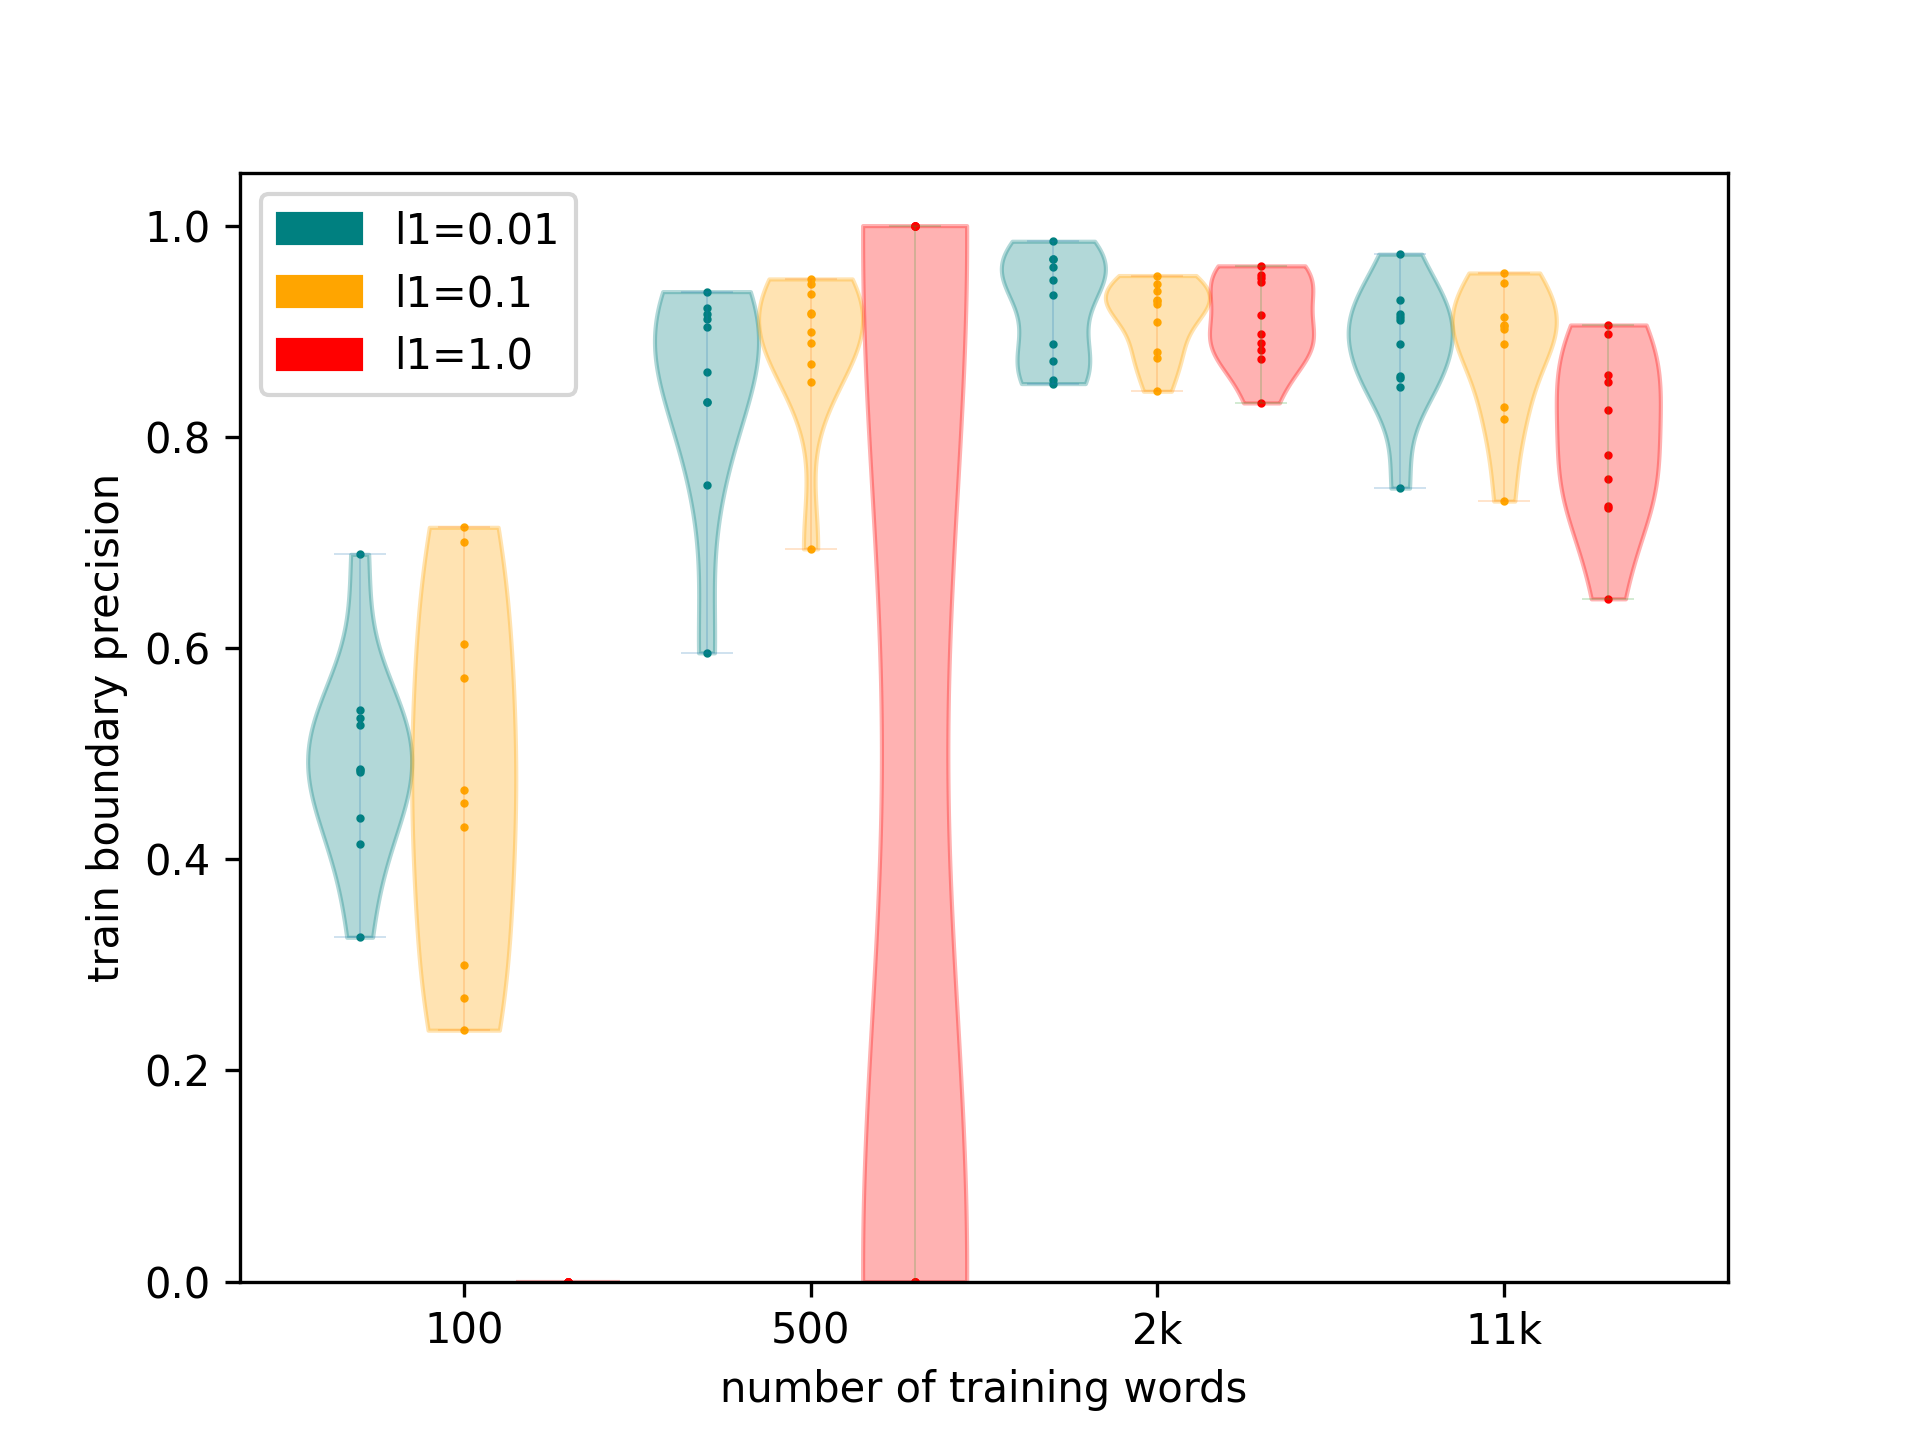 l1=0.01
l1=0.1
l1=1.0
1.0
0.8
0.6
0.4
0.2
0.0
train boundary precision
100 500 2k 11k
number of training words